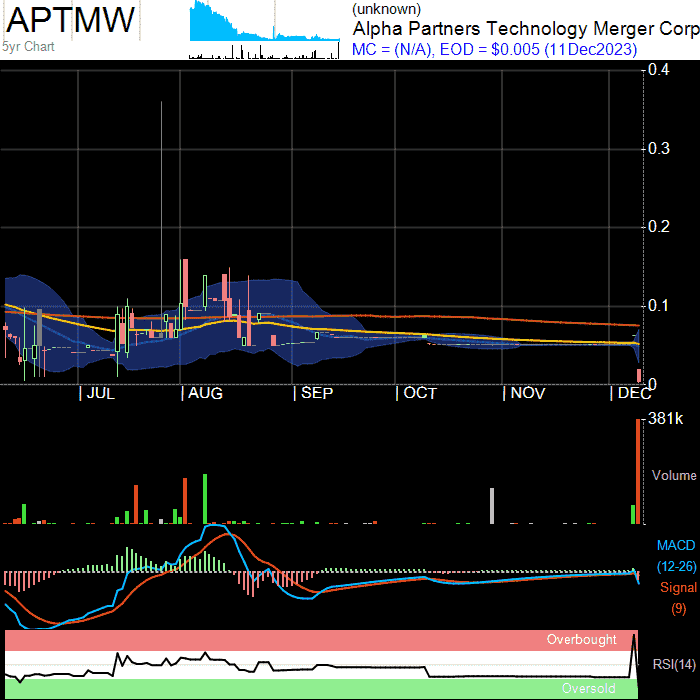 APTMW
5yr Chart
(unknown)
Alpha Partners Technology Merger Corp
MC = (N/A), EOD = $0.005 (11Dec2023)
0.4
0.3
0.2
0.1
0
JUL
AUG
SEP
OCT
NOV
DEC
381k
Volume
MACD
(12-26)
Signal
(9)
Overbought
RSI(14)
Oversold